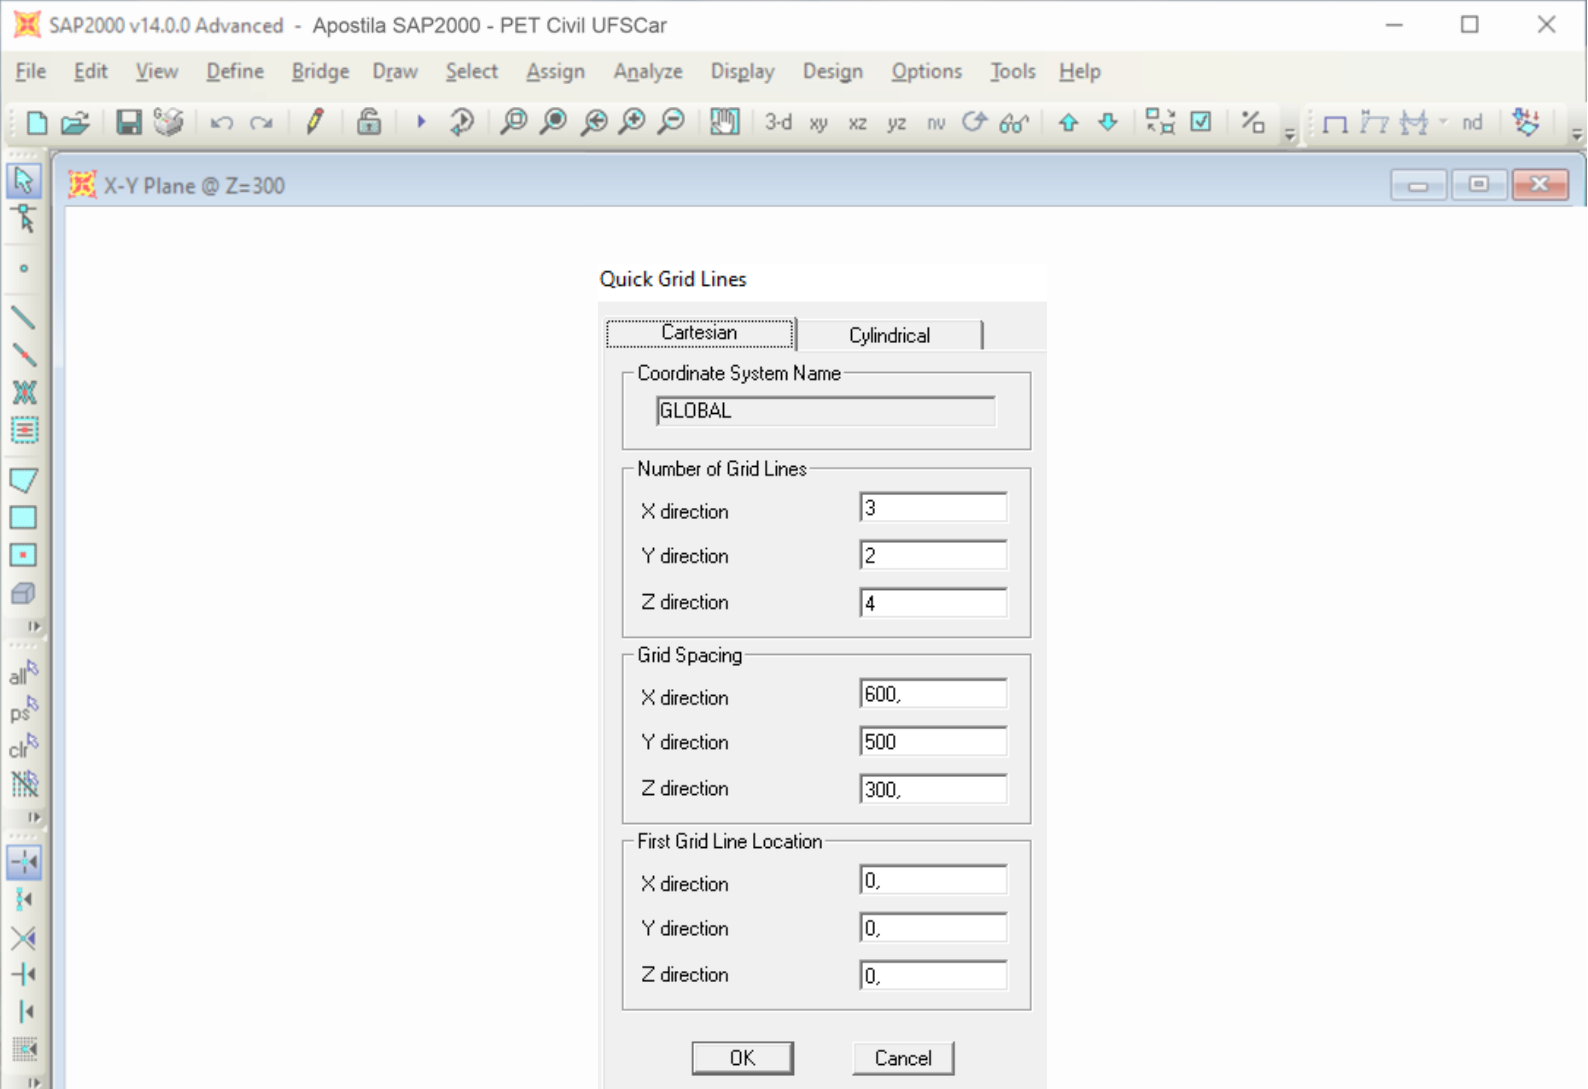 SAP2000 v14.0.0 Advanced - Apostila SAP2000 - PET Civil UFSCar
File Edit View Define Bridge Draw Select Assign Analyze Display Design Options Tools Help
3-d xy xz yz nv nd
X-Y Plane @ Z=300
Quick Grid Lines
Cartesian Cylindrical
Coordinate System Name
GLOBAL
Number of Grid Lines
X direction 3
Y direction 2
Z direction 4
Grid Spacing
X direction 600,
Y direction 500
Z direction 300,
First Grid Line Location
X direction 0,
Y direction 0,
Z direction 0,
OK Cancel
all
ps
clr